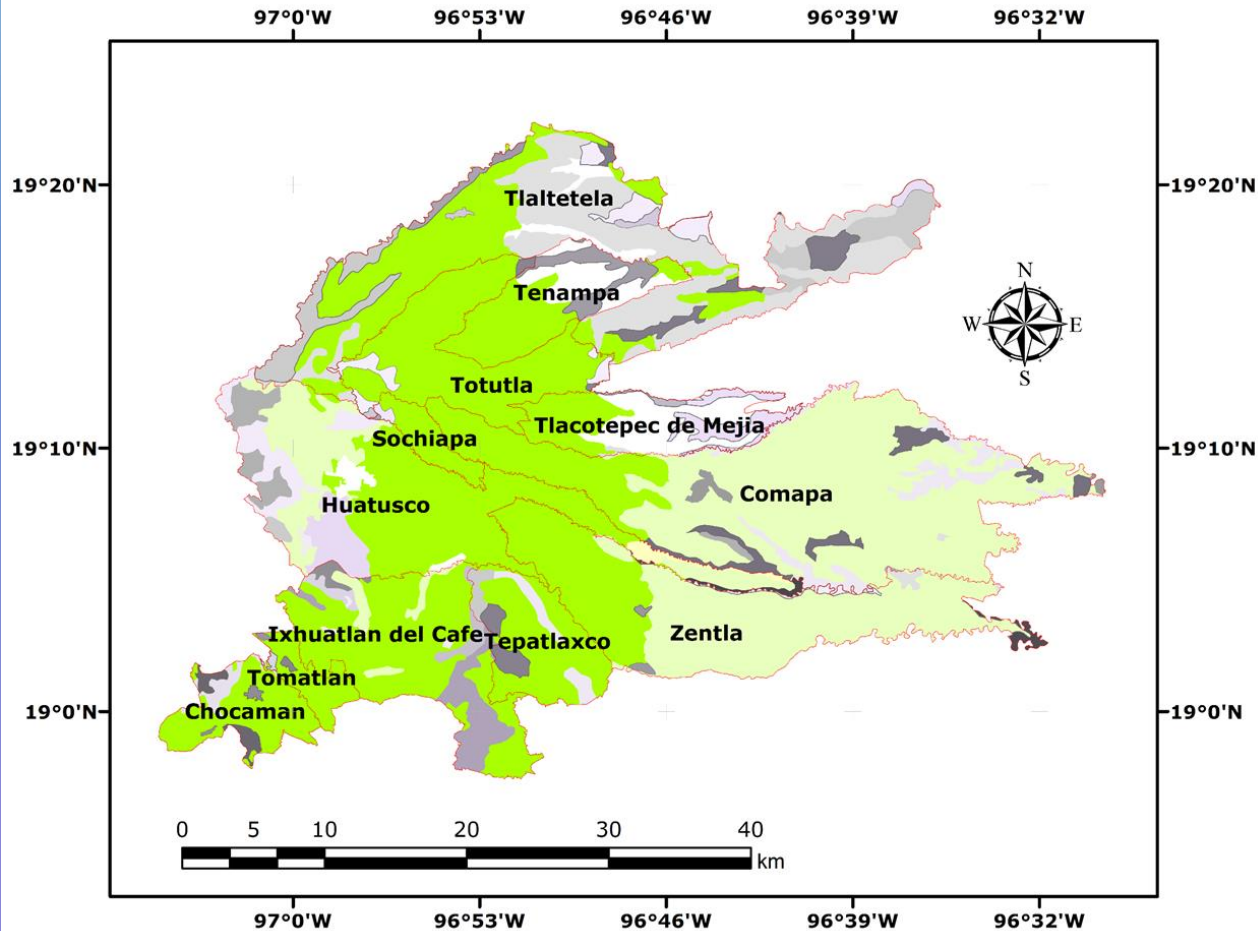 97°0'W 96°53'W 96°46'W 96°39'W 96°32'W
19°20'N 19°20'N
Tlaltetela
Tenampa
N
W E
S
Totutla
Tlacotepec de Mejia
19°10'N 19°10'N
Sochiapa
Comapa
Huatusco
Ixhuatlan del Cafe
Tepatlaxco
Zentla
Tomatlan
19°0'N 19°0'N
Chocaman
0 5 10 20 30 40
km
97°0'W 96°53'W 96°46'W 96°39'W 96°32'W